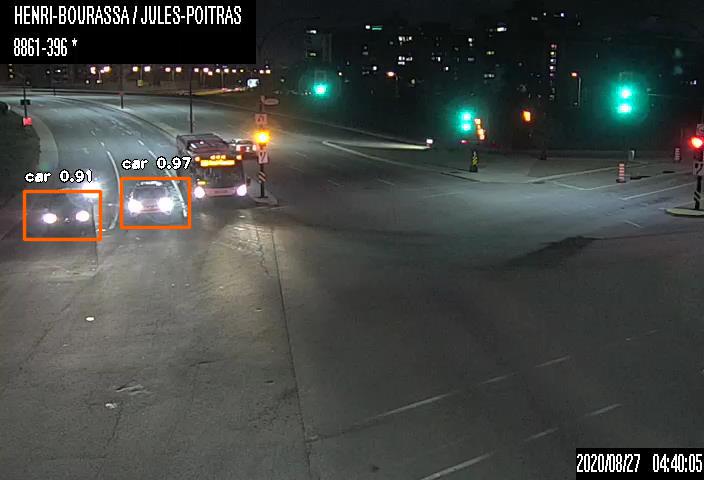 HENRI-BOURASSA / JULES-POITRAS
8861-396 *
car 0.91
car 0.97
2020/08/27 04:40:05